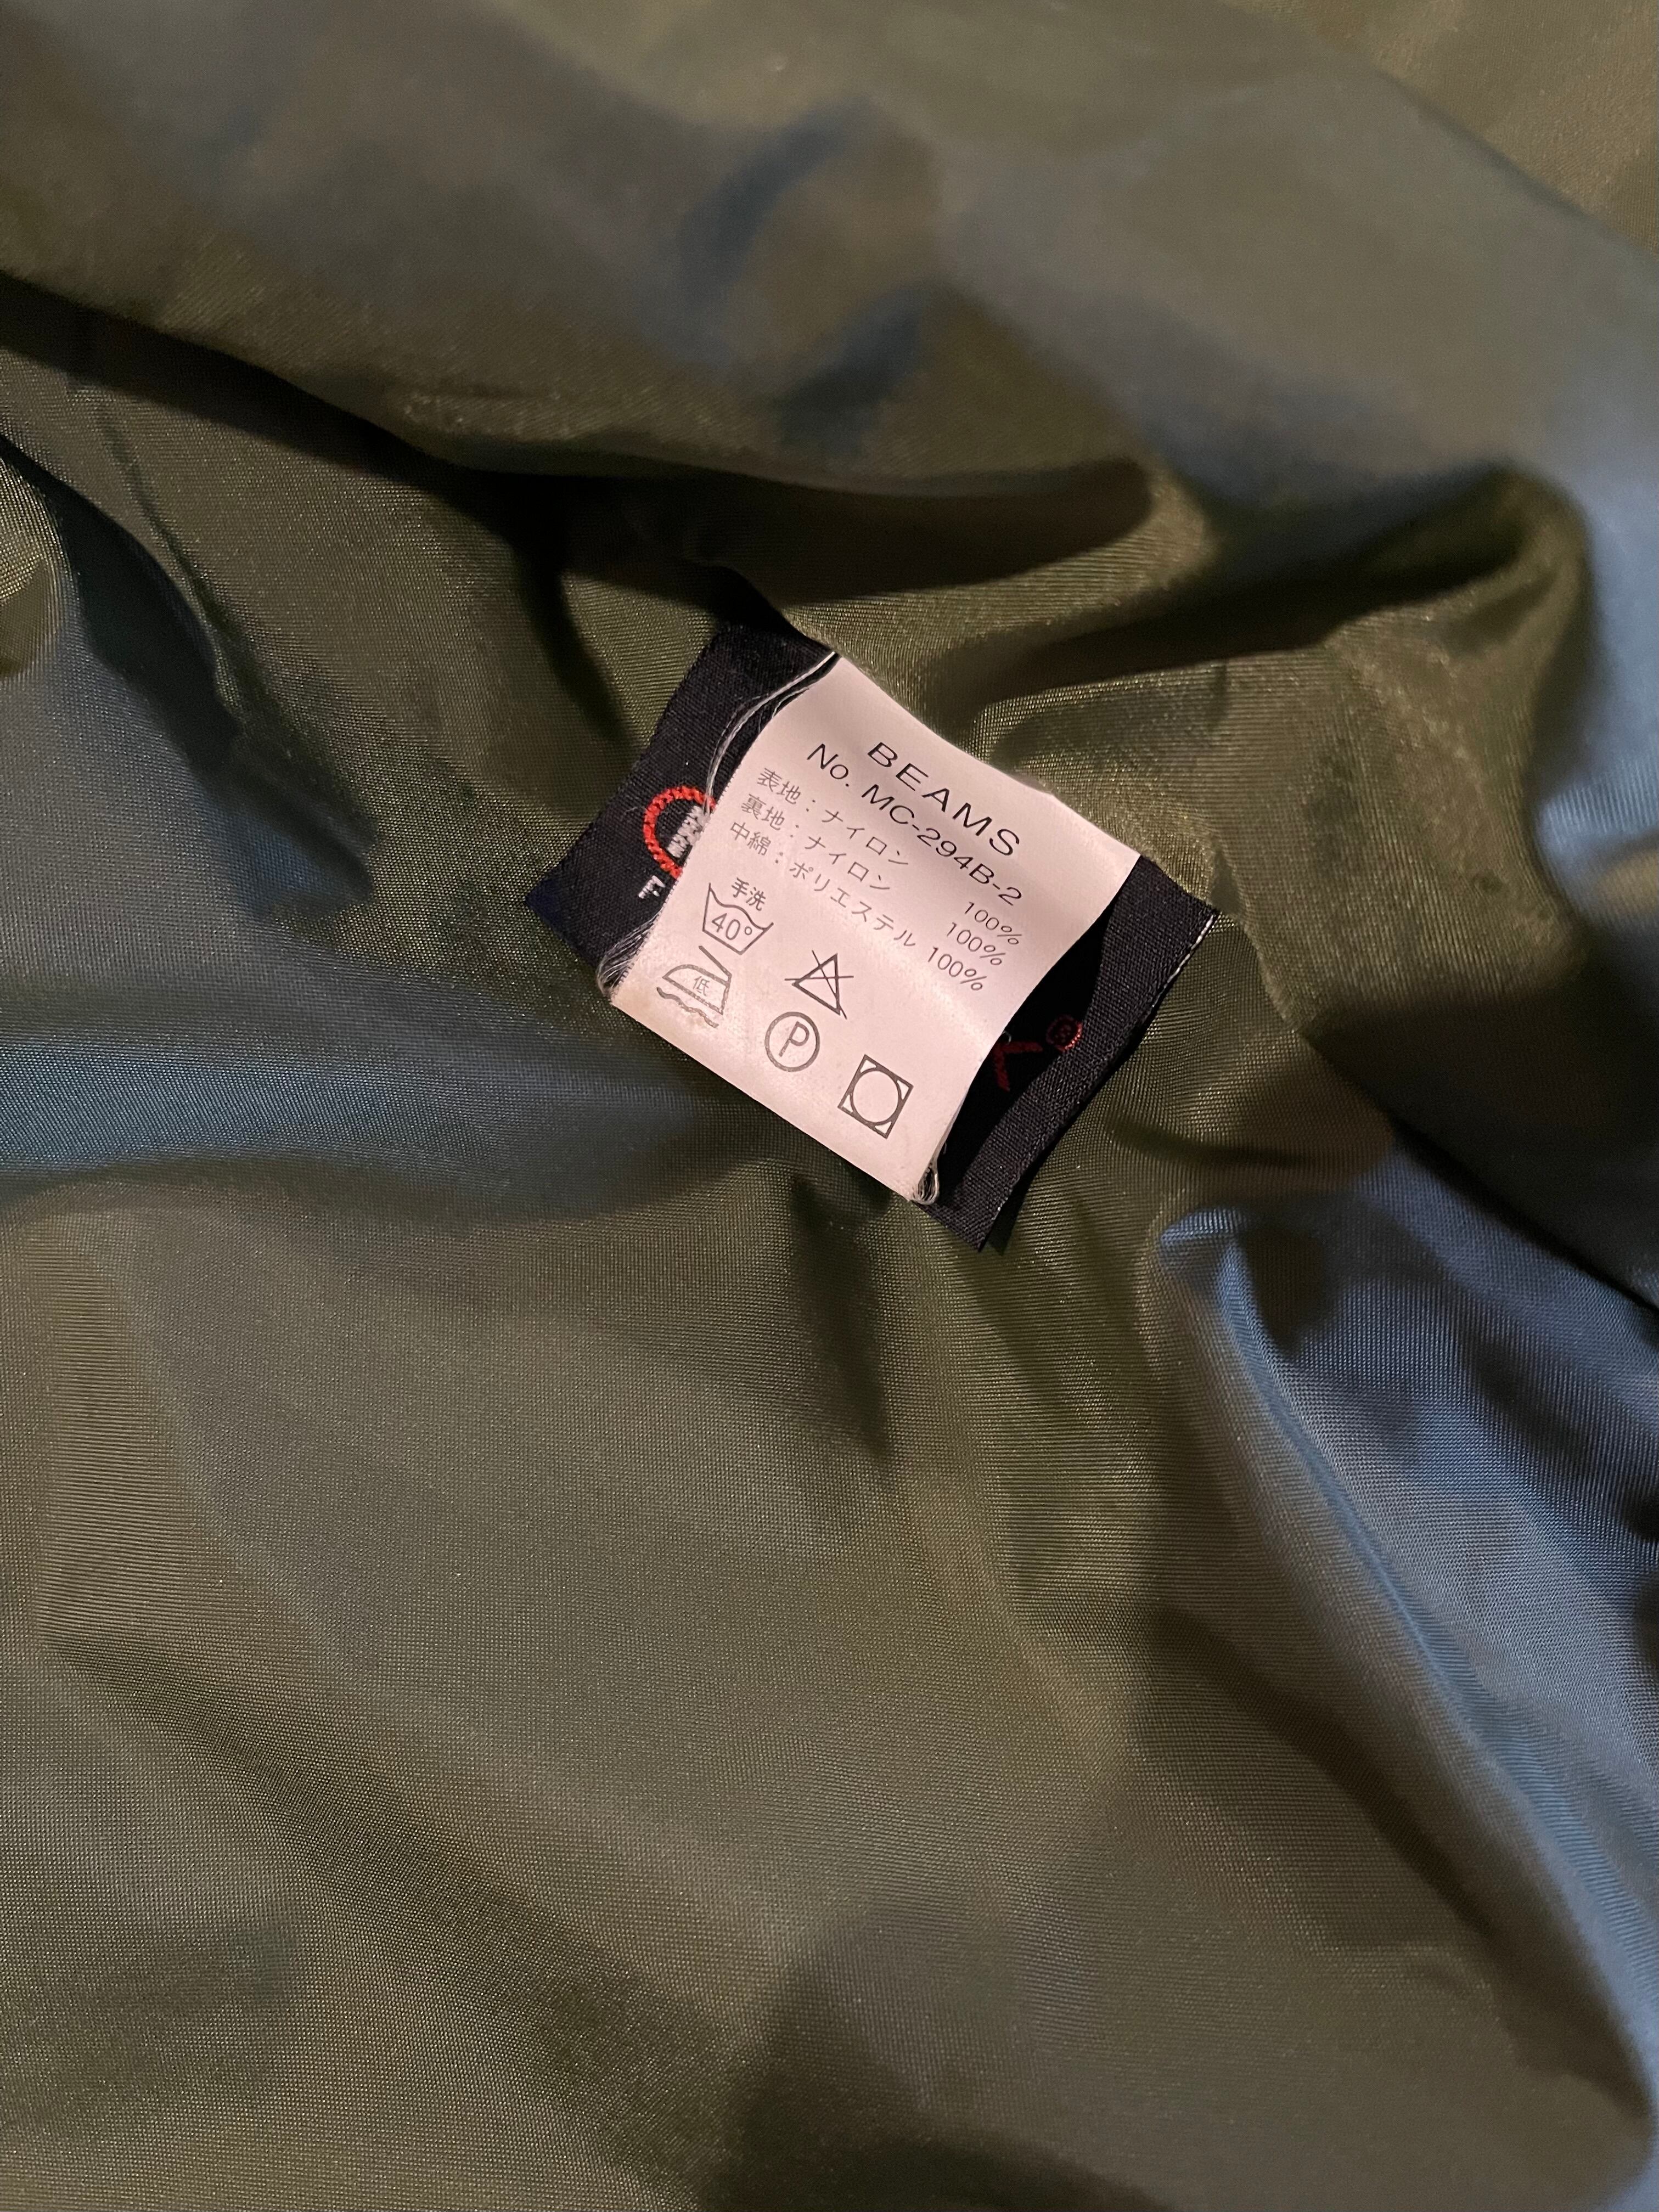 BEAMS
No. MC-294B-2
表地：ナイロン 100%
裏地：ナイロン 100%
中綿：ポリエステル 100%
手洗
40°
低
P